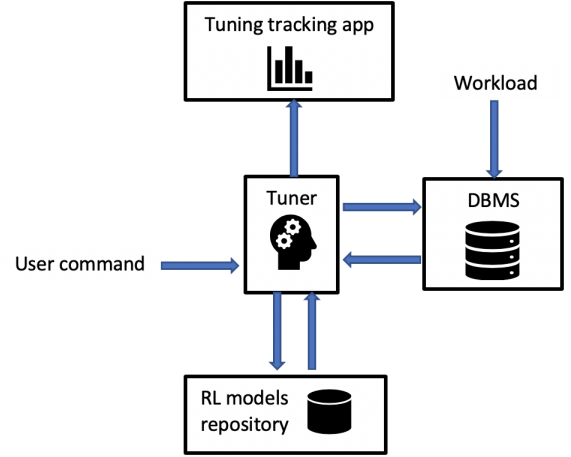 Tuning tracking app
Workload
Tuner
DBMS
User command
RL models
repository